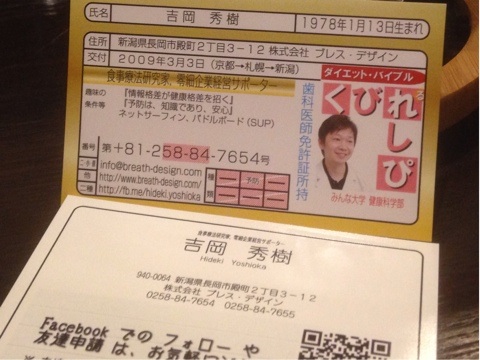 氏名 吉岡 秀樹 1978年1月13日生まれ
住所 新潟県長岡市殿町2丁目3-12 株式会社 ブレス・デザイン
交付 2009年3月3日 (京都→札幌→新潟)
食事療法研究家、零細企業経営サポーター
趣味の条件等 『情報格差が健康格差を招く』
『予防は、知識であり、安心』
ネットサーフィン、パドルボード(SUP)
番号 第 +81-258-84-7654号
info@breath-design.com
http://www.breath-design.com
http://fb.me/hideki.yoshioka
二種
種類
予防
歯科医師免許証所持
ダイエット・バイブル
くびれ
れしぴ
みんな大学 健康科学部
食事療法研究家、零細企業経営サポーター
吉岡 秀樹
Hideki Yoshioka
940-0064 新潟県長岡市殿町2丁目3-12
株式会社 ブレス・デザイン
0258-84-7654 0258-84-7655
Facebook での フォロー や
友達申請 は、お気軽に